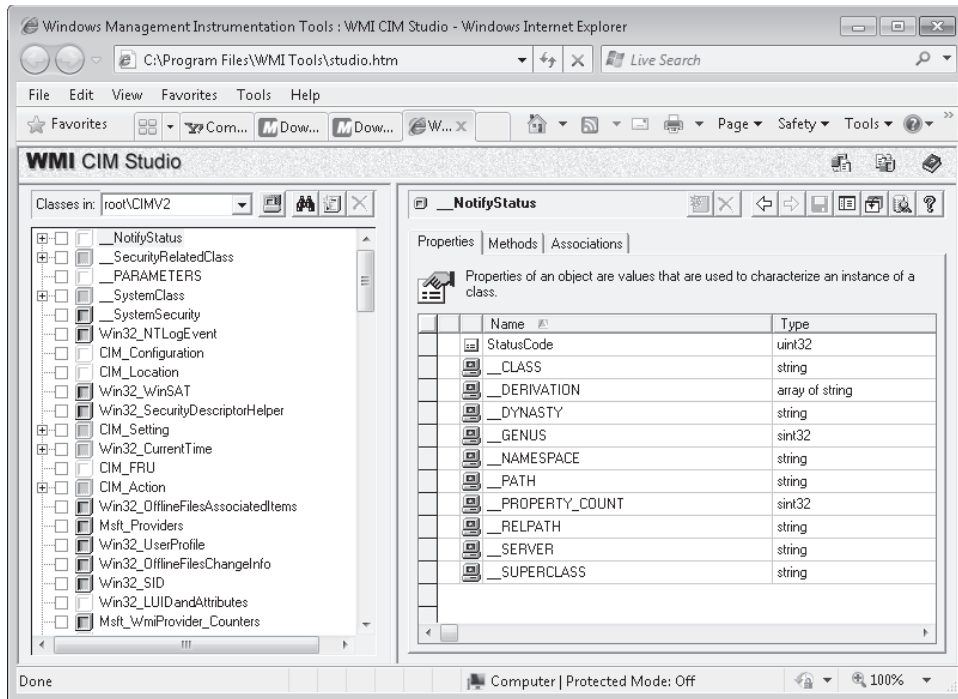 Windows Management Instrumentation Tools : WMI CIM Studio - Windows Internet Explorer
C:\Program Files\WMI Tools\studio.htm
Live Search
File Edit View Favorites Tools Help
Favorites
Com...
Dow...
Dow...
W...
Page
Safety
Tools
WMI CIM Studio
Classes in: root\CIMV2
__NotifyStatus
__SecurityRelatedClass
__PARAMETERS
__SystemClass
__SystemSecurity
Win32_NTLogEvent
CIM_Configuration
CIM_Location
Win32_WinSAT
Win32_SecurityDescriptorHelper
CIM_Setting
Win32_CurrentTime
CIM_FRU
CIM_Action
Win32_OfflineFilesAssociatedItems
Msft_Providers
Win32_UserProfile
Win32_OfflineFilesChangeInfo
Win32_SID
Win32_LUIDandAttributes
Msft_WmiProvider_Counters
__NotifyStatus
Properties Methods Associations
Properties of an object are values that are used to characterize an instance of a
class.
Name Type
StatusCode uint32
__CLASS string
__DERIVATION array of string
__DYNASTY string
__GENUS sint32
__NAMESPACE string
__PATH string
__PROPERTY_COUNT sint32
__RELPATH string
__SERVER string
__SUPERCLASS string
Done
Computer | Protected Mode: Off
100%